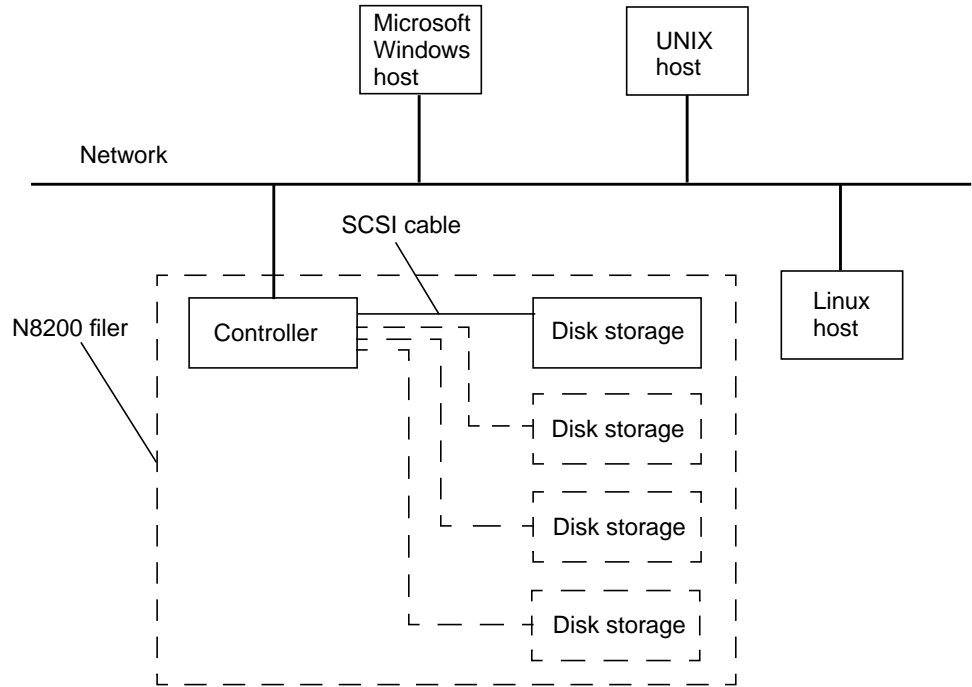 Microsoft
Windows
host
UNIX
host
Network
SCSI cable
N8200 filer
Controller
Disk storage
Linux
host
Disk storage
Disk storage
Disk storage